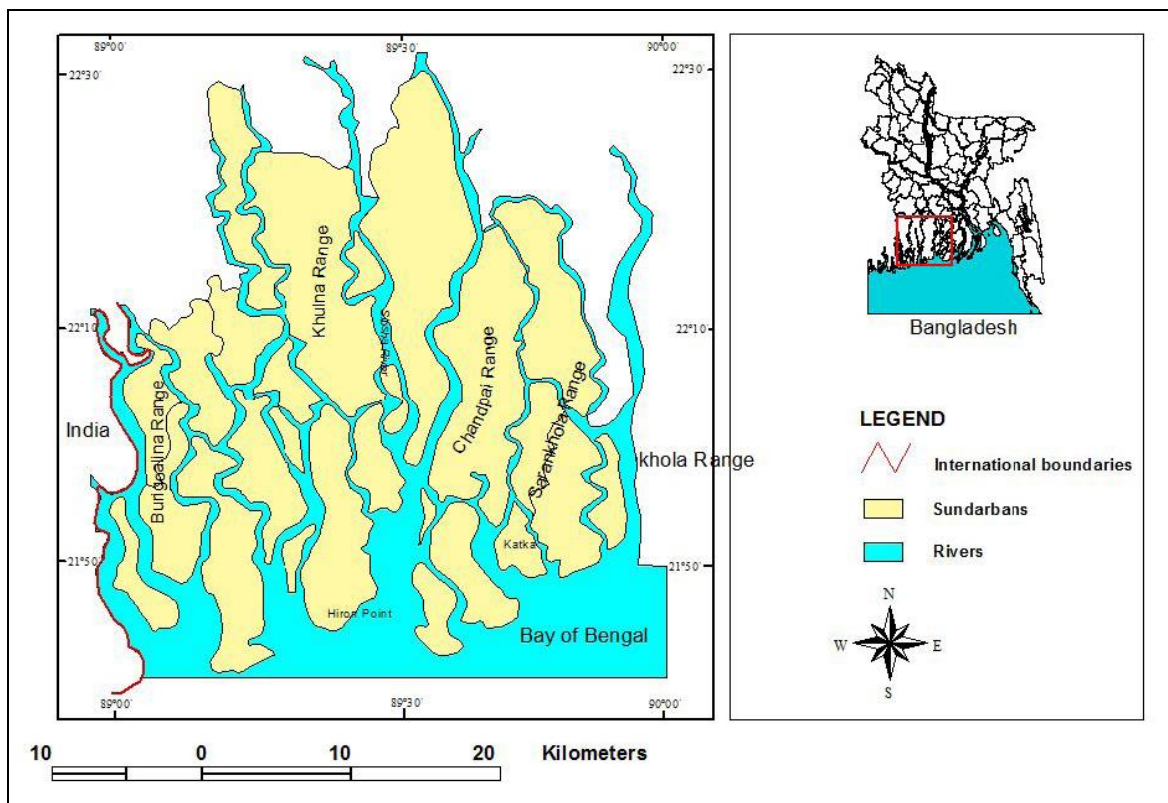 89°00' 89°30' 90°00'
22°30' 22°30'
22°10' 22°10'
21°50' 21°50'
89°00' 89°30' 90°00'
Khulna Range
Chandpai Range
Sarankhola Range
khola Range
India
Katka
Hiron Point
Bay of Bengal
10 0 10 20 Kilometers
Bangladesh
LEGEND
International boundaries
Sundarbans
Rivers
N
W E
S